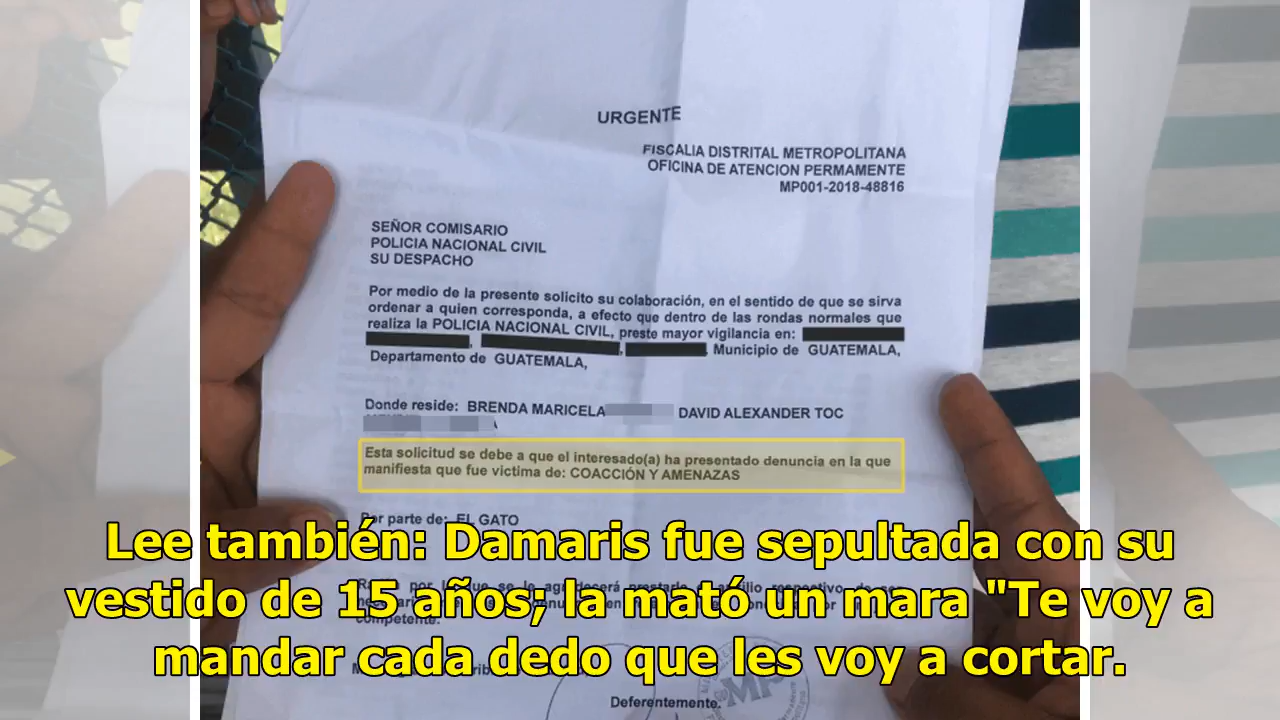 URGENTE
FISCALIA DISTRITAL METROPOLITANA
OFICINA DE ATENCION PERMAMENTE
MP001-2018-48816
SEÑOR COMISARIO
POLICIA NACIONAL CIVIL
SU DESPACHO
Por medio de la presente solicito su colaboración, en el sentido de que se sirva
ordenar a quien corresponda, a efecto que dentro de las rondas normales que
realiza la POLICIA NACIONAL CIVIL, preste mayor vigilancia en:
, , , Municipio de GUATEMALA,
Departamento de GUATEMALA,
Donde reside: BRENDA MARICELA DAVID ALEXANDER TOC
Esta solicitud se debe a que el interesado(a) ha presentado denuncia en la que
manifiesta que fue victima de: COACCIÓN Y AMENAZAS
Por parte de: EL GATO
Lee también: Damaris fue sepultada con su
vestido de 15 años; la mató un mara "Te voy a
mandar cada dedo que les voy a cortar.
competente.
Deferentemente.
MP